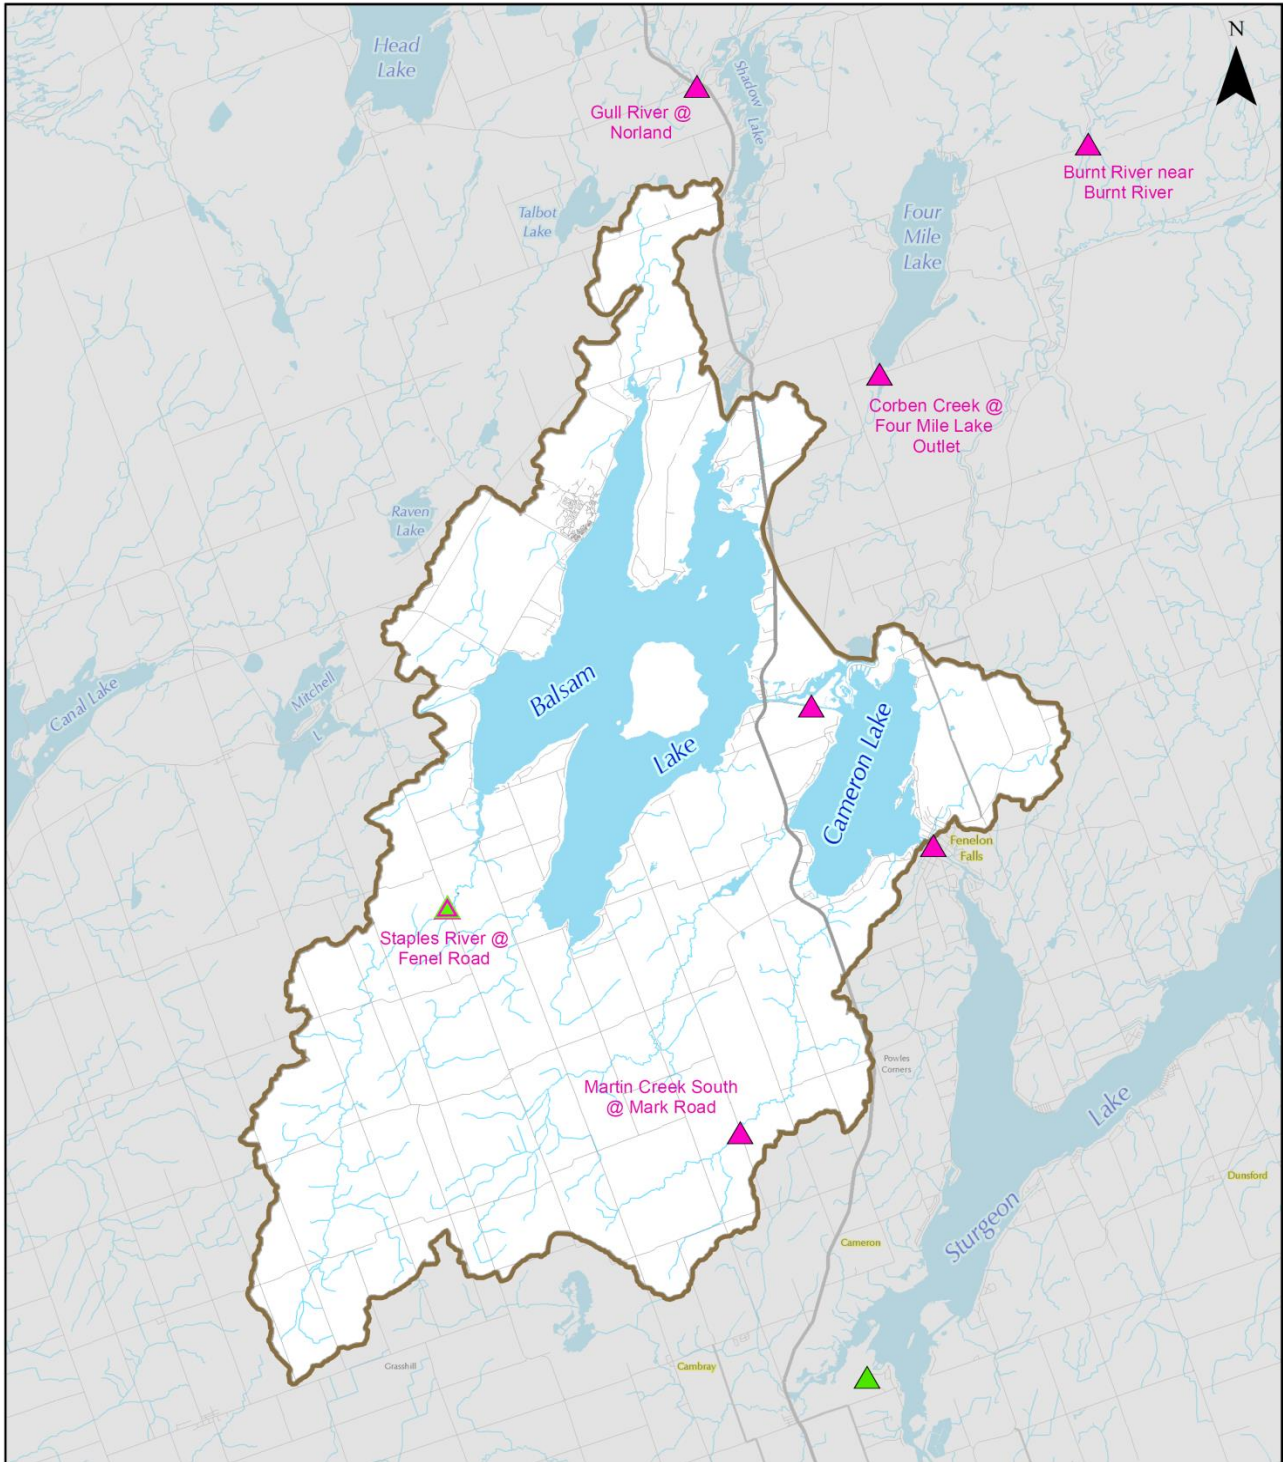 N
Head
Lake
Shadow
Lake
Gull River @
Norland
Burnt River near
Burnt River
Talbot
Lake
Four
Mile
Lake
Corben Creek @
Four Mile Lake
Outlet
Raven
Lake
Canal Lake
Mitchell
L
Balsam
Lake
Cameron Lake
Fenelon
Falls
Staples River @
Fenel Road
Powles
Corners
Martin Creek South
@ Mark Road
Sturgeon
Lake
Dunsford
Cameron
Grasshill
Cambray